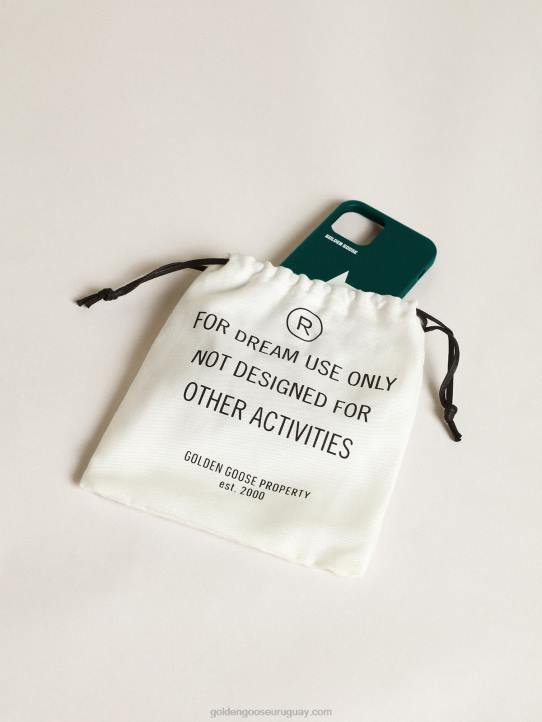 GOLDEN GOOSE
®
FOR DREAM USE ONLY
NOT DESIGNED FOR
OTHER ACTIVITIES
GOLDEN GOOSE PROPERTY
est. 2000
goldengooseuruguay.com